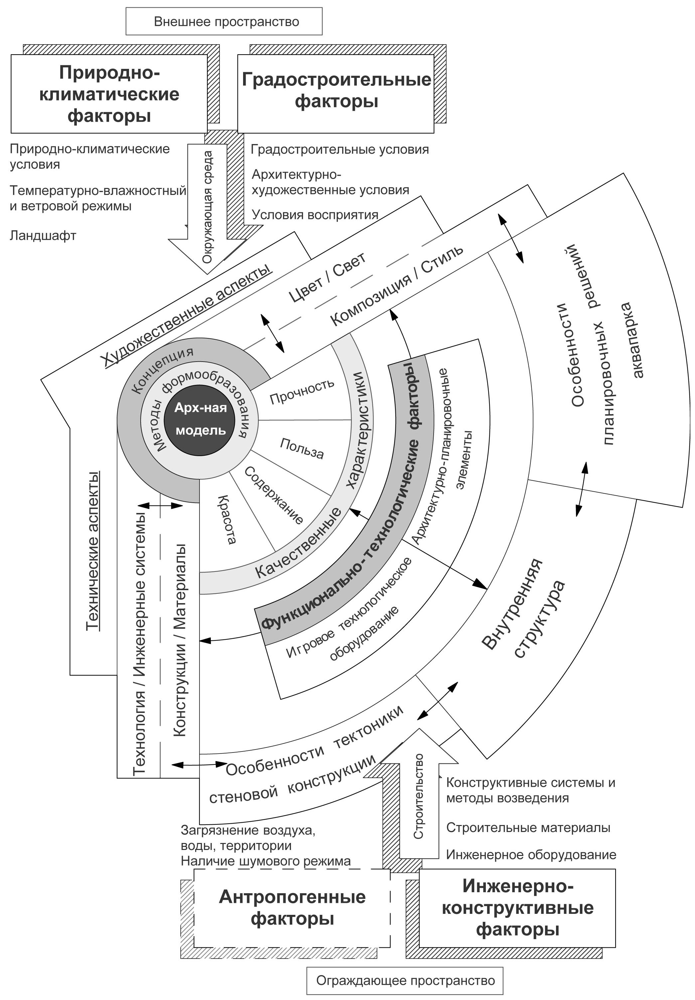 Внешнее пространство
Природно-
климатические
факторы
Градостроительные
факторы
Природно-климатические
условия
Температурно-влажностный
и ветровой режимы
Ландшафт
Окружающая среда
Градостроительные условия
Архитектурно-
художественные условия
Условия восприятия
Художественные аспекты
Цвет / Свет
Композиция / Стиль
Концепция
Методы формообразования
Арх-ная
модель
Прочность
Польза
Содержание
Красота
Качественные характеристики
Функционально-технологические факторы
Архитектурно-планировочные
элементы
Игровое технологическое
оборудование
Особенности
планировочных решений
аквапарка
Внутренняя
структура
Особенности тектоники
стеновой конструкции
Технические аспекты
Технология / Инженерные системы
Конструкции / Материалы
Строительство
Конструктивные системы и
методы возведения
Строительные материалы
Инженерное оборудование
Загрязнение воздуха,
воды, территории
Наличие шумового режима
Антропогенные
факторы
Инженерно-
конструктивные
факторы
Ограждающее пространство